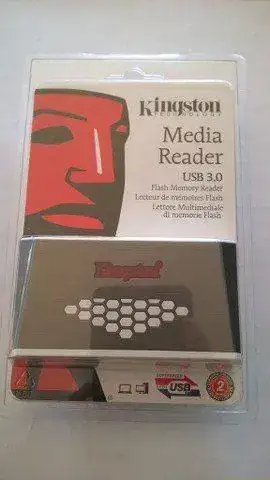 Kingston
TECHNOLOGY
Media
Reader
USB 3.0
Flash Memory Reader
Lecteur de mémoires Flash
Lettore Multimediale
di memorie Flash
Kingston
USB
2